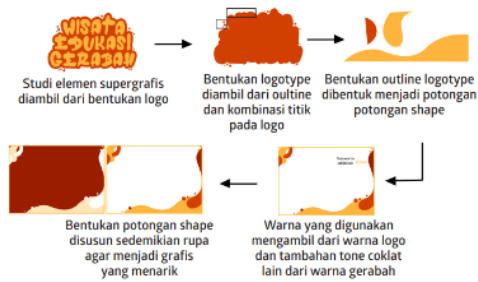 WISATA
EDUKASI
GERABAH
Studi elemen supergrafis
diambil dari bentukan logo
Bentukan logotype
diambil dari oultine
dan kombinasi titik
pada logo
Bentukan outline logotype
dibentuk menjadi potongan
potongan shape
Warna yang digunakan
mengambil dari warna logo
dan tambahan tone coklat
lain dari warna gerabah
Bentukan potongan shape
disusun sedemikian rupa
agar menjadi grafis
yang menarik